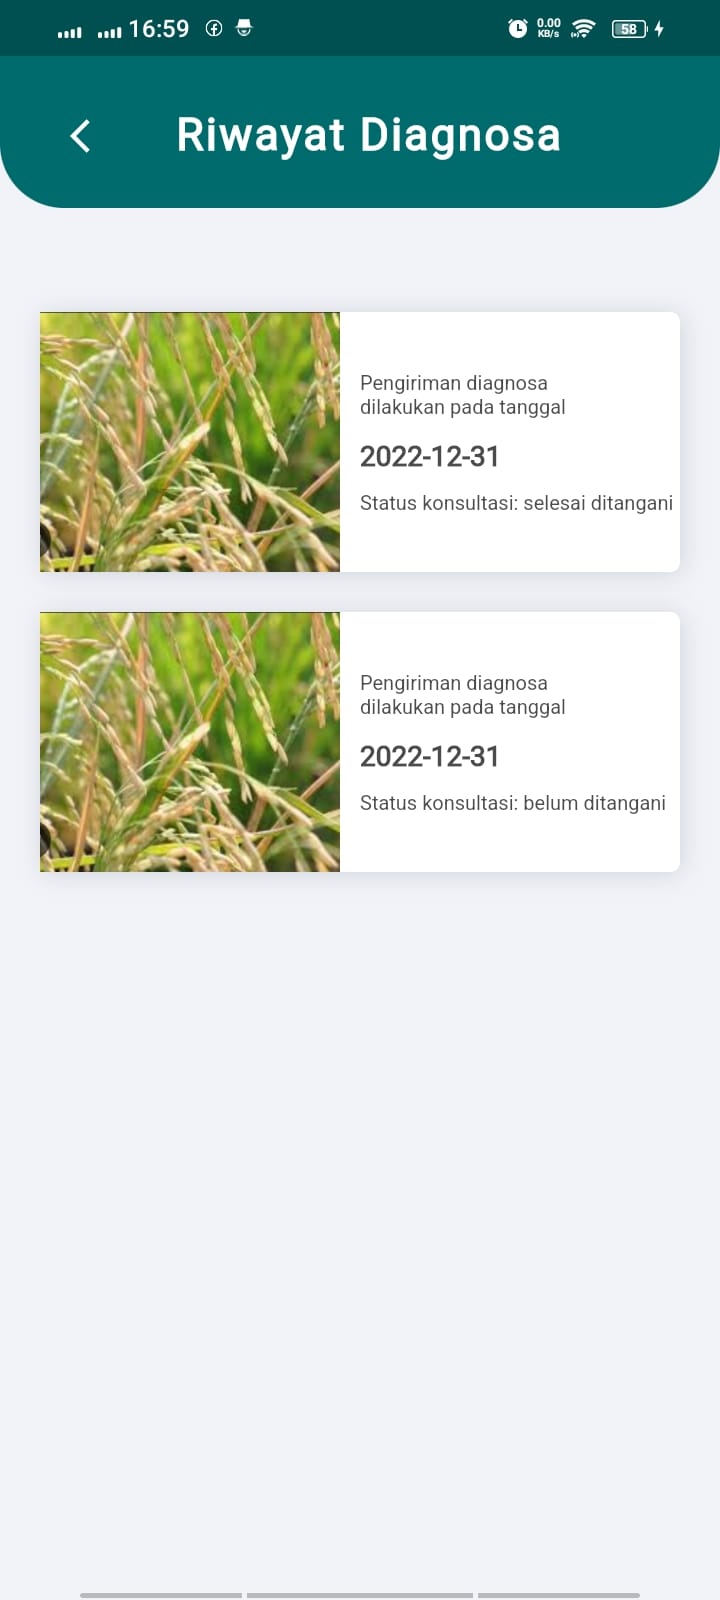 16:59
0.00
KB/s
58
Riwayat Diagnosa
Pengiriman diagnosa
dilakukan pada tanggal
2022-12-31
Status konsultasi: selesai ditangani
Pengiriman diagnosa
dilakukan pada tanggal
2022-12-31
Status konsultasi: belum ditangani